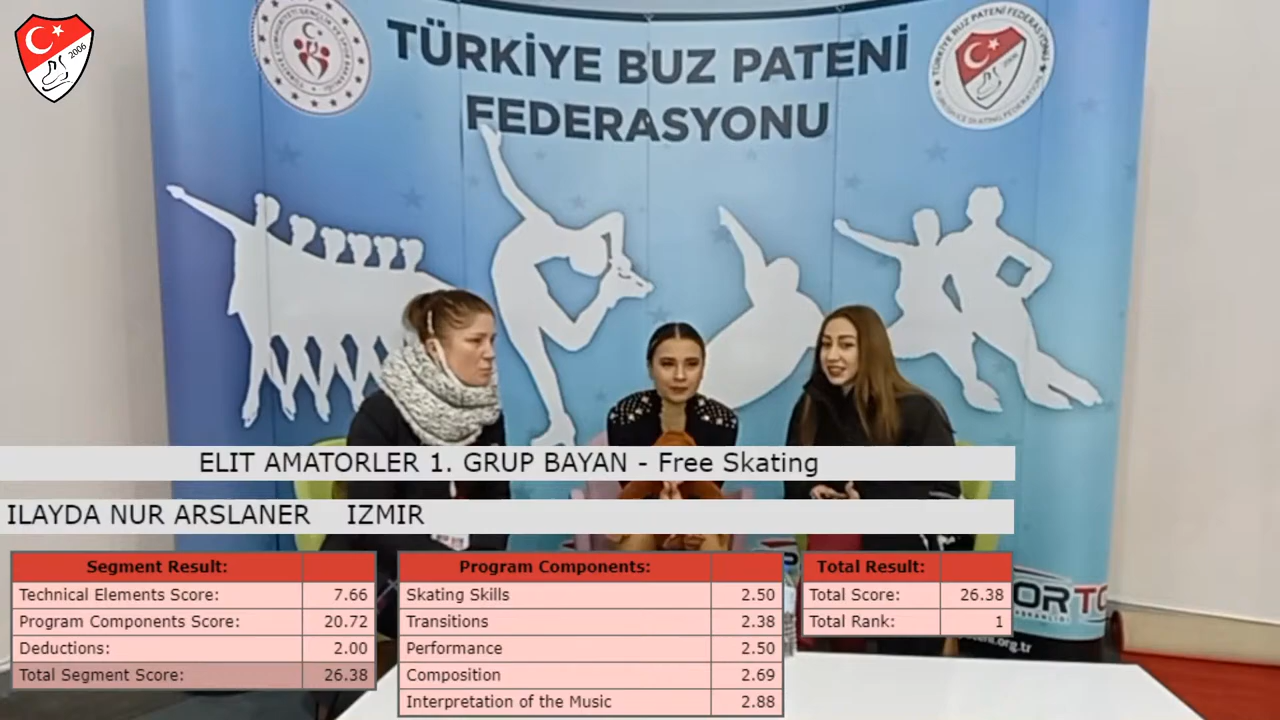 2006
TÜRKİYE BUZ PATENİ
FEDERASYONU
ELIT AMATORLER 1. GRUP BAYAN - Free Skating
ILAYDA NUR ARSLANER IZMIR
Segment Result:
Technical Elements Score: 7.66
Program Components Score: 20.72
Deductions: 2.00
Total Segment Score: 26.38
Program Components:
Skating Skills 2.50
Transitions 2.38
Performance 2.50
Composition 2.69
Interpretation of the Music 2.88
Total Result:
Total Score: 26.38
Total Rank: 1